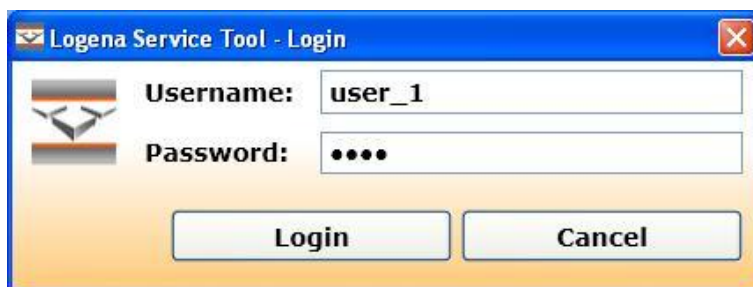 Logena Service Tool - Login
Username: user_1
Password: ••••
Login Cancel